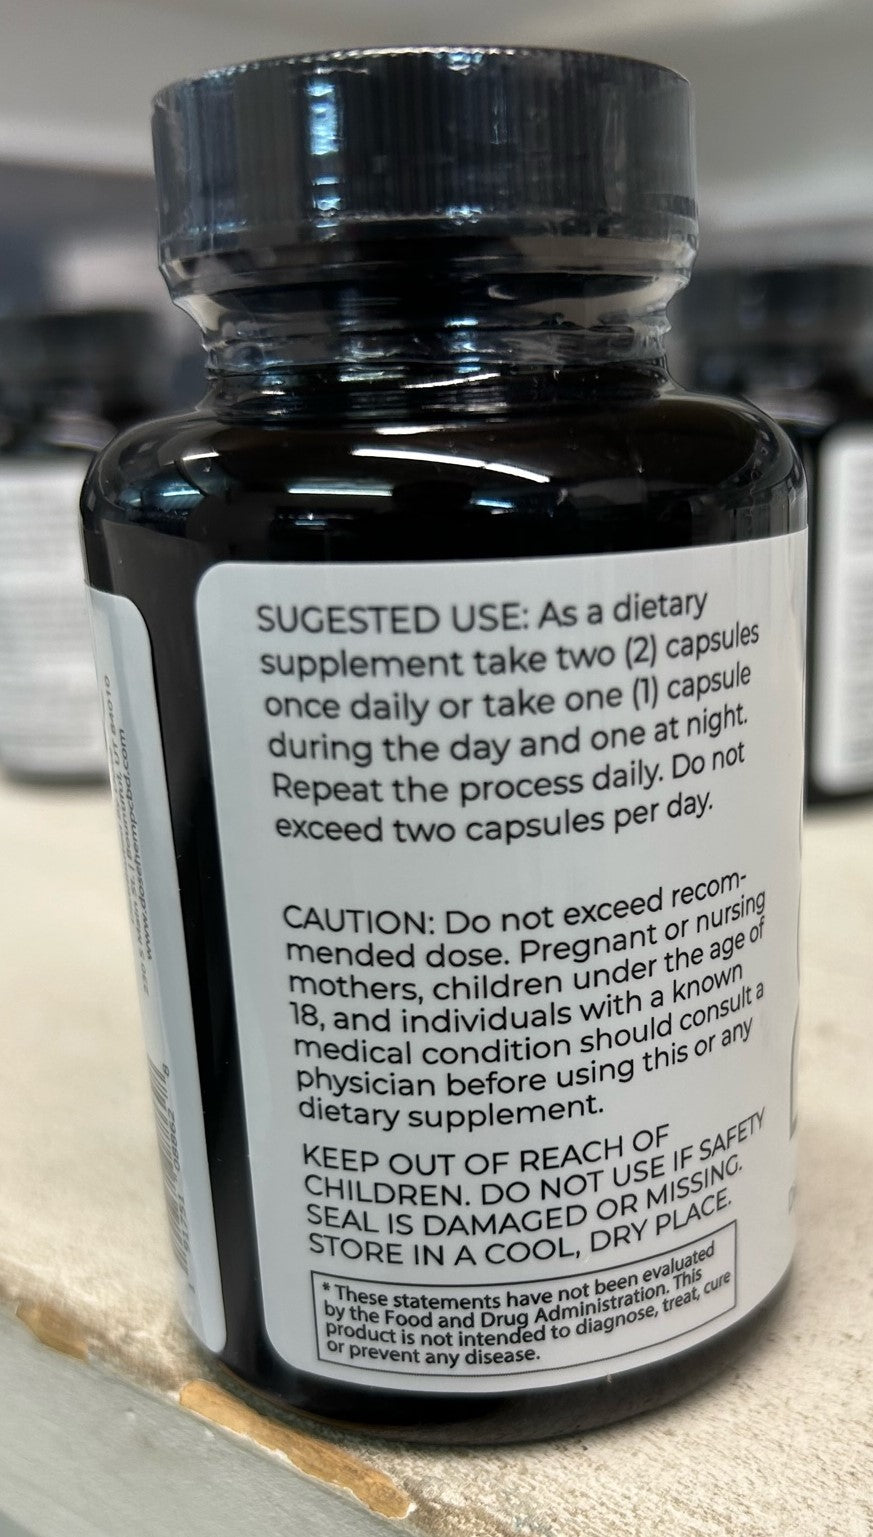 SUGESTED USE: As a dietary
supplement take two (2) capsules
once daily or take one (1) capsule
during the day and one at night.
Repeat the process daily. Do not
exceed two capsules per day.
CAUTION: Do not exceed recom-
mended dose. Pregnant or nursing
mothers, children under the age of
18, and individuals with a known
medical condition should consult a
physician before using this or any
dietary supplement.
KEEP OUT OF REACH OF
CHILDREN. DO NOT USE IF SAFETY
SEAL IS DAMAGED OR MISSING.
STORE IN A COOL, DRY PLACE.
* These statements have not been evaluated
by the Food and Drug Administration. This
product is not intended to diagnose, treat, cure
or prevent any disease.
www.dosehempcbd.com